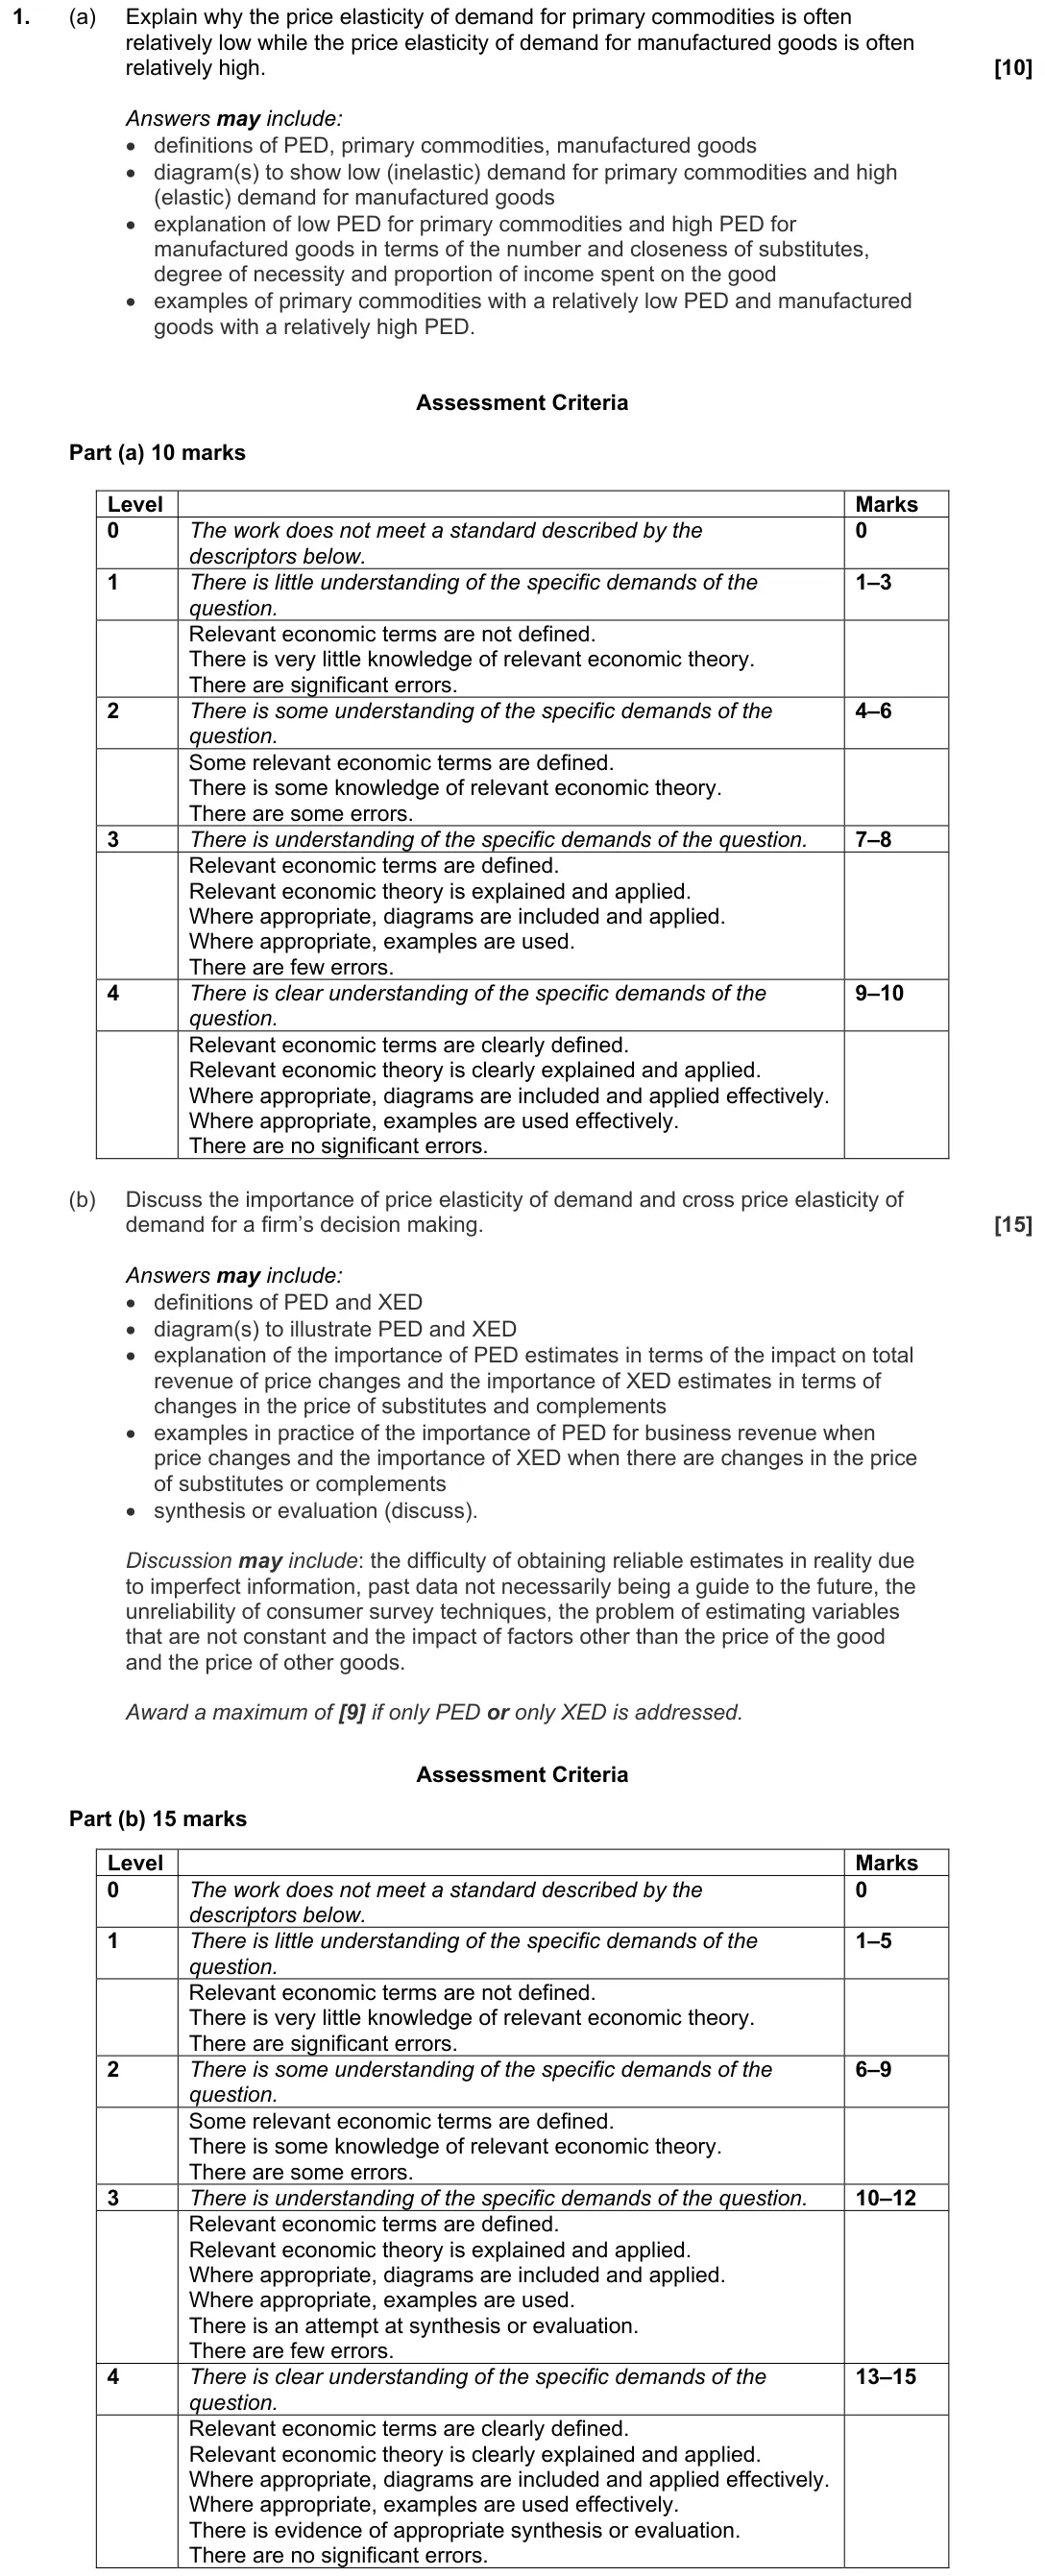 1. (a) Explain why the price elasticity of demand for primary commodities is often
relatively low while the price elasticity of demand for manufactured goods is often
relatively high. [10]
Answers may include:
• definitions of PED, primary commodities, manufactured goods
• diagram(s) to show low (inelastic) demand for primary commodities and high
(elastic) demand for manufactured goods
• explanation of low PED for primary commodities and high PED for
manufactured goods in terms of the number and closeness of substitutes,
degree of necessity and proportion of income spent on the good
• examples of primary commodities with a relatively low PED and manufactured
goods with a relatively high PED.
Assessment Criteria
Part (a) 10 marks
Level Marks
0 The work does not meet a standard described by the 0
descriptors below.
1 There is little understanding of the specific demands of the 1–3
question.
Relevant economic terms are not defined.
There is very little knowledge of relevant economic theory.
There are significant errors.
2 There is some understanding of the specific demands of the 4–6
question.
Some relevant economic terms are defined.
There is some knowledge of relevant economic theory.
There are some errors.
3 There is understanding of the specific demands of the question. 7–8
Relevant economic terms are defined.
Relevant economic theory is explained and applied.
Where appropriate, diagrams are included and applied.
Where appropriate, examples are used.
There are few errors.
4 There is clear understanding of the specific demands of the 9–10
question.
Relevant economic terms are clearly defined.
Relevant economic theory is clearly explained and applied.
Where appropriate, diagrams are included and applied effectively.
Where appropriate, examples are used effectively.
There are no significant errors.
(b) Discuss the importance of price elasticity of demand and cross price elasticity of
demand for a firm's decision making. [15]
Answers may include:
• definitions of PED and XED
• diagram(s) to illustrate PED and XED
• explanation of the importance of PED estimates in terms of the impact on total
revenue of price changes and the importance of XED estimates in terms of
changes in the price of substitutes and complements
• examples in practice of the importance of PED for business revenue when
price changes and the importance of XED when there are changes in the price
of substitutes or complements
• synthesis or evaluation (discuss).
Discussion may include: the difficulty of obtaining reliable estimates in reality due
to imperfect information, past data not necessarily being a guide to the future, the
unreliability of consumer survey techniques, the problem of estimating variables
that are not constant and the impact of factors other than the price of the good
and the price of other goods.
Award a maximum of [9] if only PED or only XED is addressed.
Assessment Criteria
Part (b) 15 marks
Level Marks
0 The work does not meet a standard described by the 0
descriptors below.
1 There is little understanding of the specific demands of the 1–5
question.
Relevant economic terms are not defined.
There is very little knowledge of relevant economic theory.
There are significant errors.
2 There is some understanding of the specific demands of the 6–9
question.
Some relevant economic terms are defined.
There is some knowledge of relevant economic theory.
There are some errors.
3 There is understanding of the specific demands of the question. 10–12
Relevant economic terms are defined.
Relevant economic theory is explained and applied.
Where appropriate, diagrams are included and applied.
Where appropriate, examples are used.
There is an attempt at synthesis or evaluation.
There are few errors.
4 There is clear understanding of the specific demands of the 13–15
question.
Relevant economic terms are clearly defined.
Relevant economic theory is clearly explained and applied.
Where appropriate, diagrams are included and applied effectively.
Where appropriate, examples are used effectively.
There is evidence of appropriate synthesis or evaluation.
There are no significant errors.